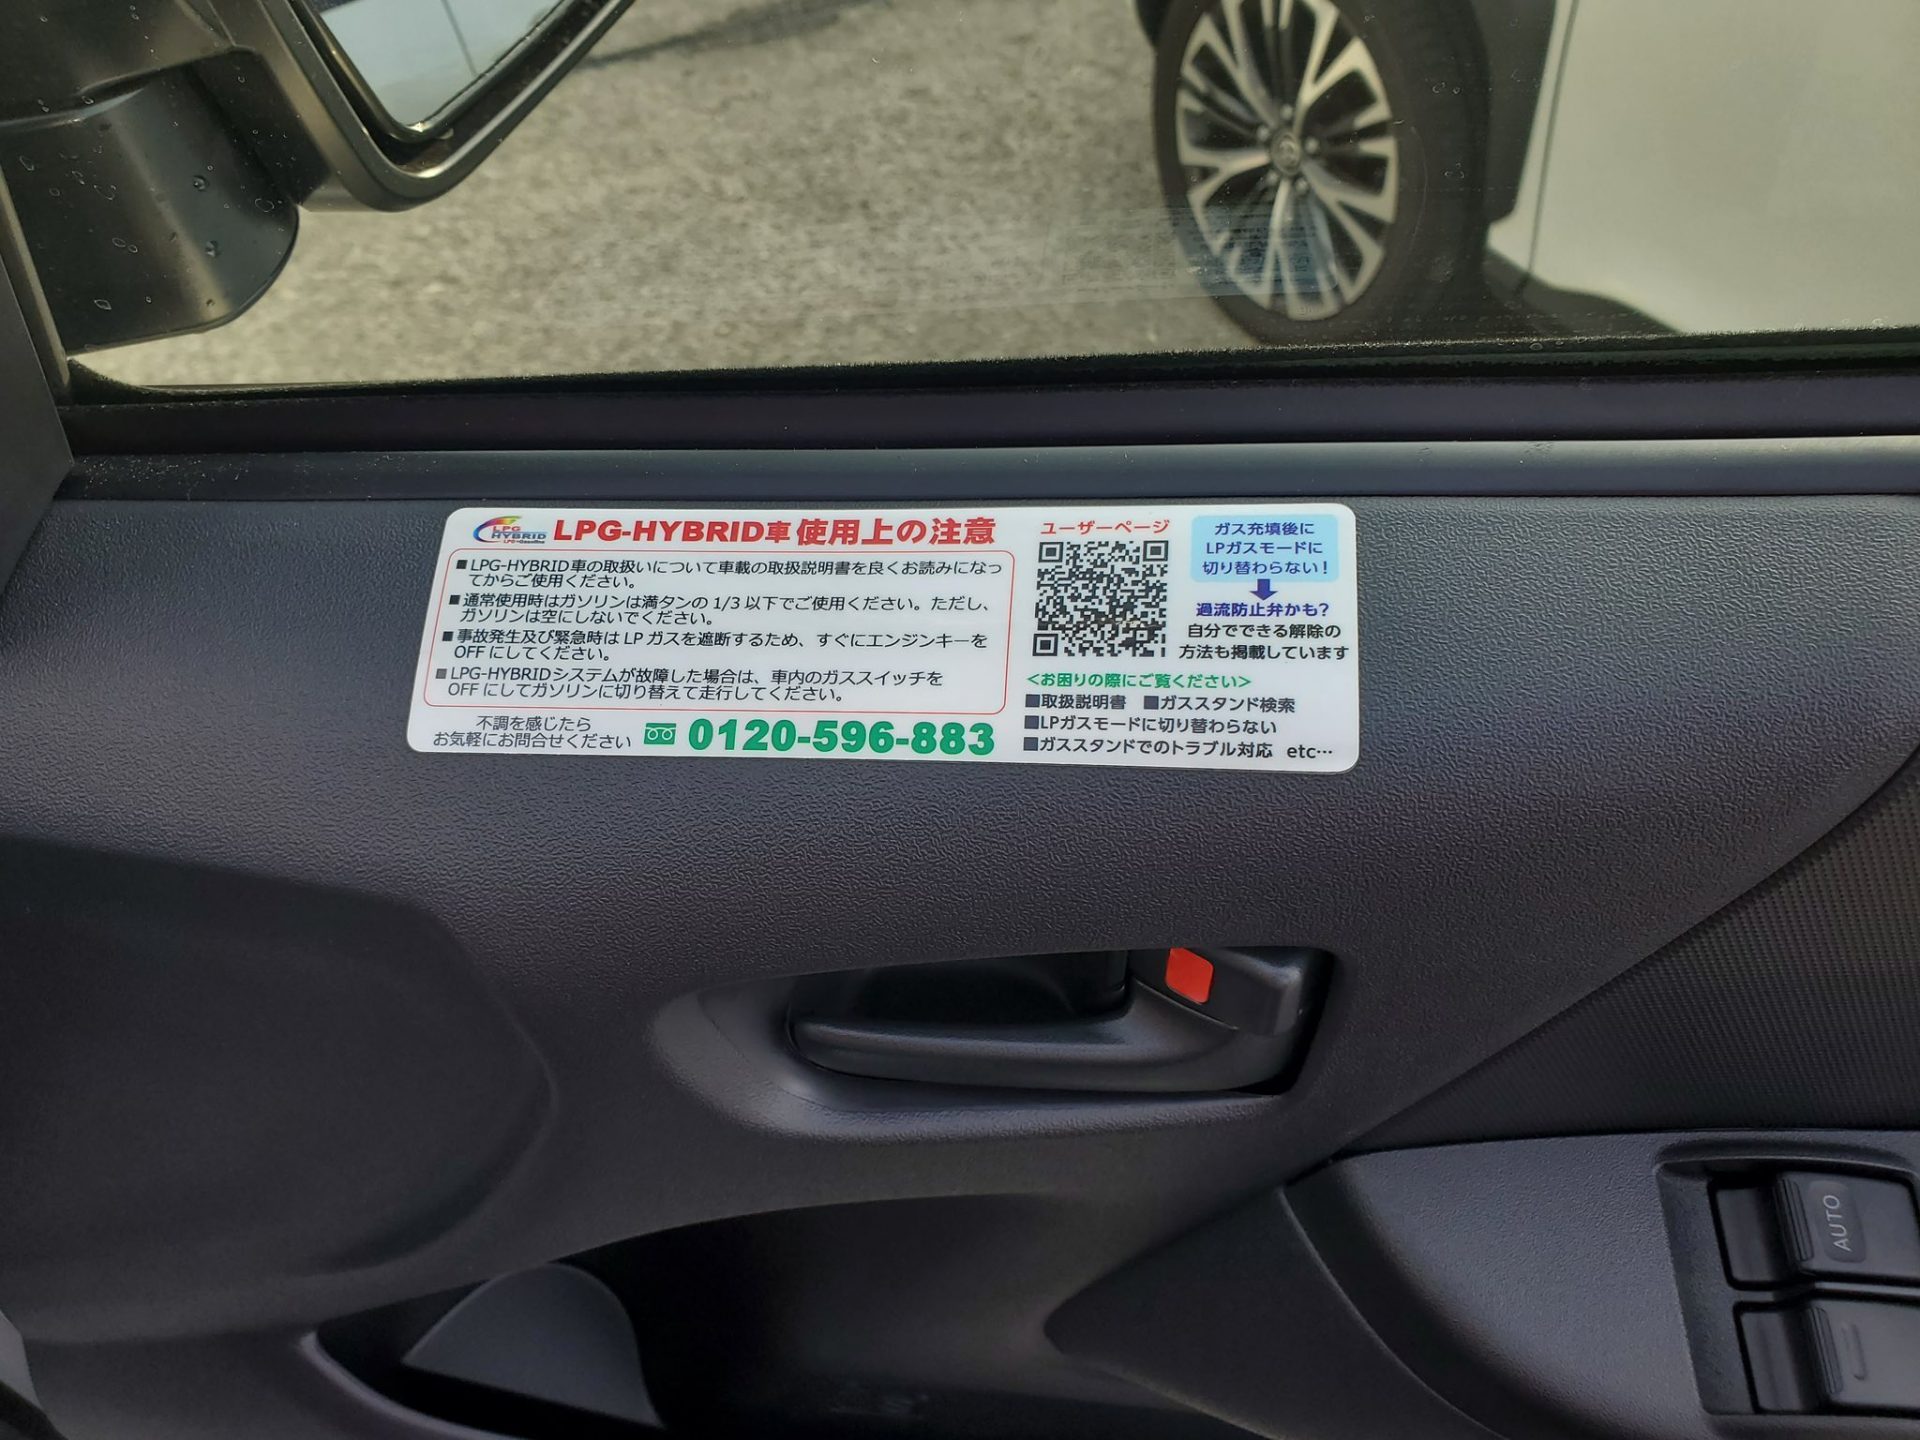 LPG
HYBRID
LPG-HYBRID車 使用上の注意
■LPG-HYBRID車の取扱いについて車載の取扱説明書を良くお読みになっ
てからご使用ください。
■通常使用時はガソリンは満タンの 1/3 以下でご使用ください。ただし、
ガソリンは空にしないでください。
■事故発生及び緊急時は LP ガスを遮断するため、すぐにエンジンキーを
OFF にしてください。
■LPG-HYBRIDシステムが故障した場合は、車内のガススイッチを
OFF にしてガソリンに切り替えて走行してください。
不調を感じたら
お気軽にお問合せください
0120-596-883
ユーザーページ
ガス充填後に
LPガスモードに
切り替わらない！
過流防止弁かも？
自分でできる解除の
方法も掲載しています
<お困りの際にご覧ください>
■取扱説明書 ■ガススタンド検索
■LPガスモードに切り替わらない
■ガススタンドでのトラブル対応 etc…
AUTO